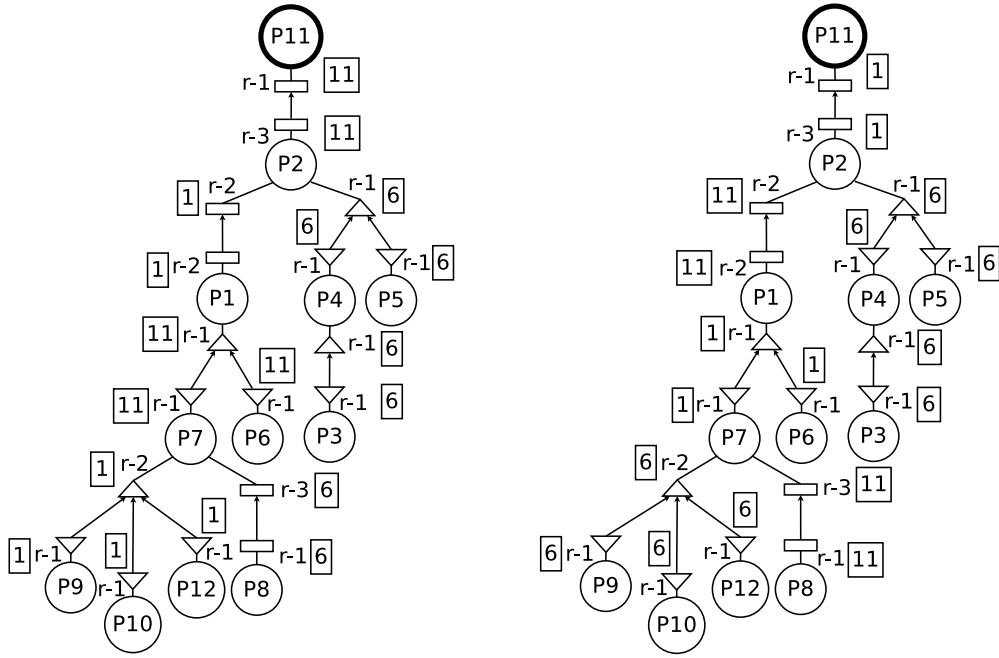 P11
r-1 11
r-3 11
P2
1 r-2
r-1 6
6
1 r-2
r-1
r-1 6
P1
P4
P5
11 r-1
r-1 6
11
11 r-1
r-1
r-1 6
P7
P6
P3
1 r-2
r-3 6
1
1 r-1
1
r-1
r-1 6
P9
r-1
P12
P8
P10
P11
r-1 1
r-3 1
P2
11 r-2
r-1 6
6
11 r-2
r-1
r-1 6
P1
P4
P5
1 r-1
r-1 6
1
1 r-1
r-1
r-1 6
P7
P6
P3
6 r-2
r-3 11
6
6 r-1
6
r-1
r-1 11
P9
r-1
P12
P8
P10